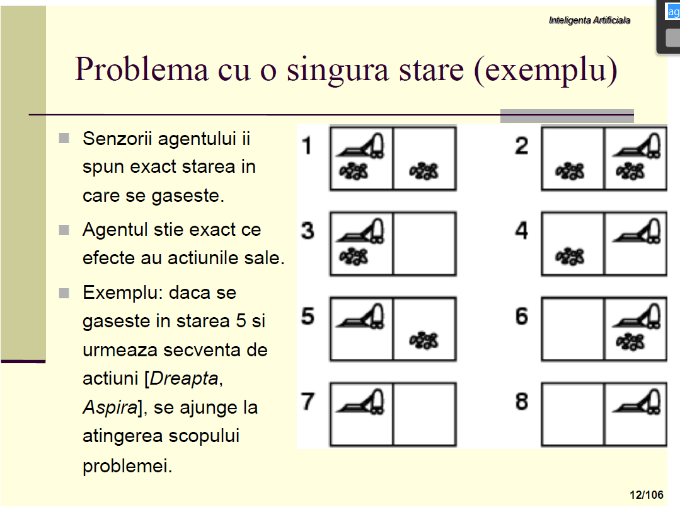 Inteligenta Artificiala
ag
Problema cu o singura stare (exemplu)
Senzorii agentului ii
spun exact starea in
care se gaseste.
Agentul stie exact ce
efecte au actiunile sale.
Exemplu: daca se
gaseste in starea 5 si
urmeaza secventa de
actiuni [Dreapta,
Aspira], se ajunge la
atingerea scopului
problemei.
1
2
3
4
5
6
7
8
12/106